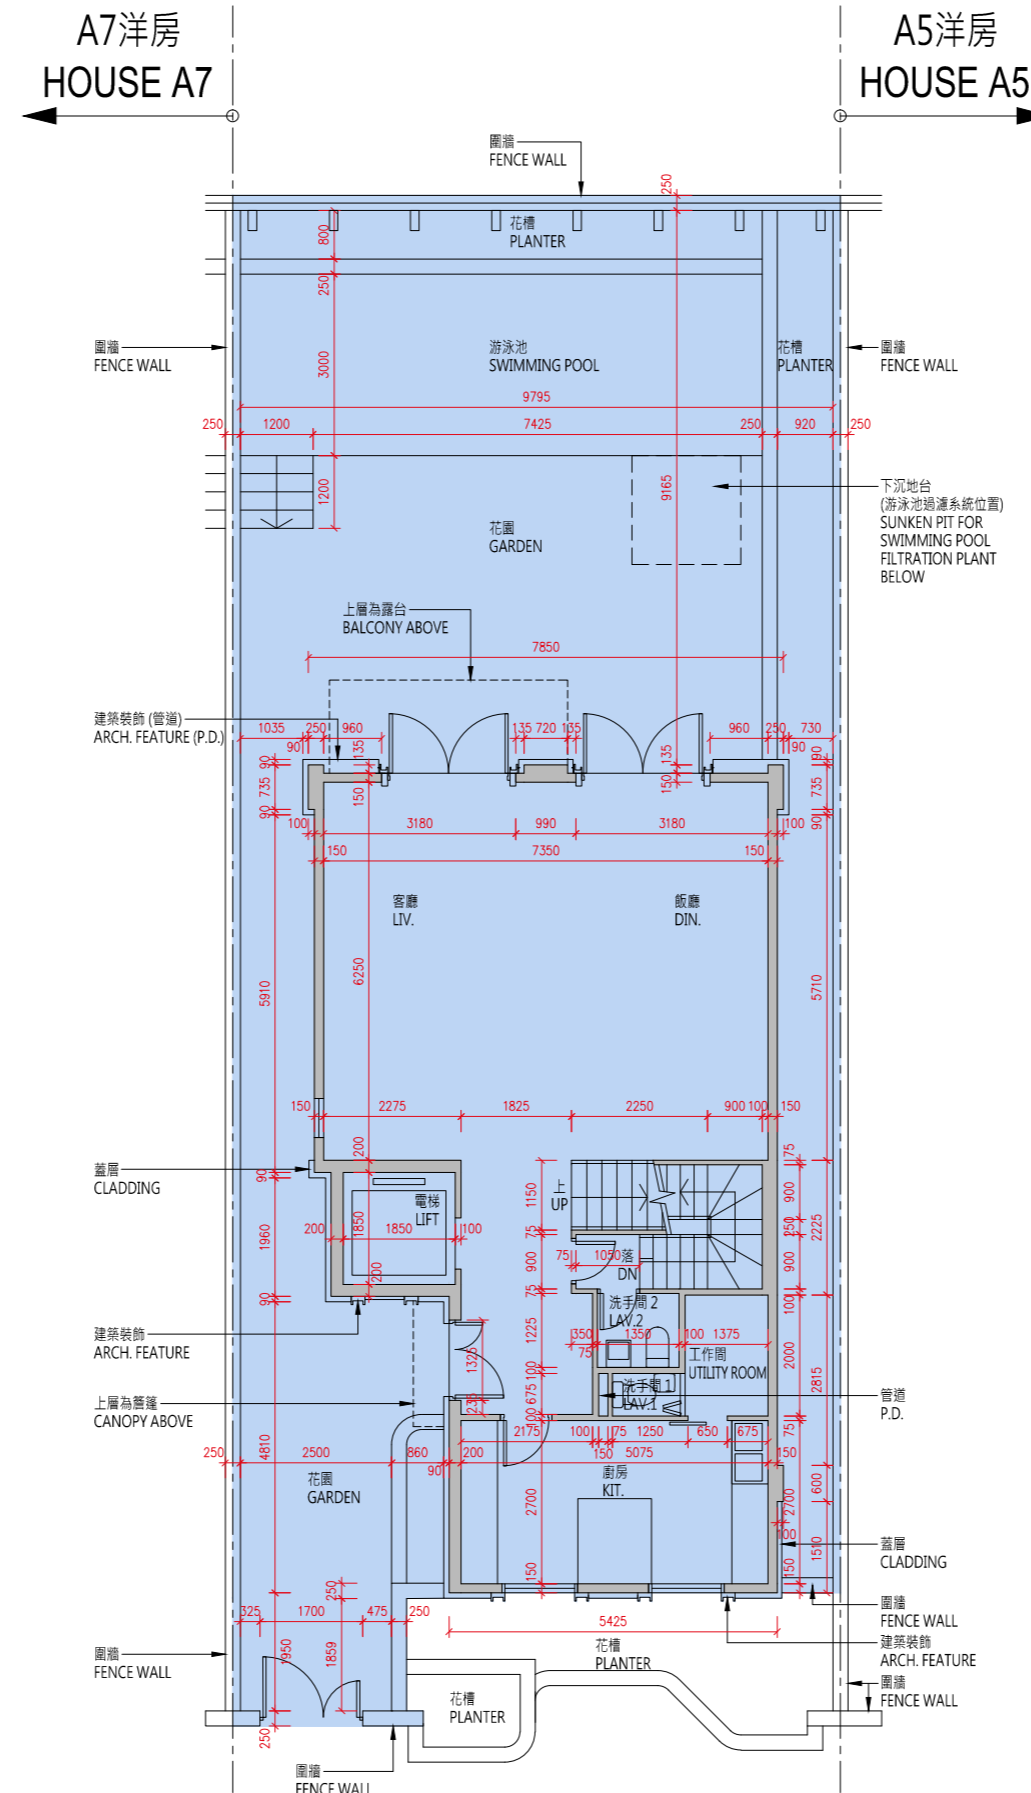 A7洋房
HOUSE A7
A5洋房
HOUSE A5
圍牆
FENCE WALL
250
花槽
PLANTER
800
250
圍牆
FENCE WALL
3000
游泳池
SWIMMING POOL
花槽
PLANTER
圍牆
FENCE WALL
9795
250
1200
7425
250
920
250
1200
9165
下沉地台
(游泳池過濾系統位置)
SUNKEN PIT FOR
SWIMMING POOL
FILTRATION PLANT
BELOW
花園
GARDEN
上層為露台
BALCONY ABOVE
7850
建築裝飾 (管道)
ARCH. FEATURE (P.D.)
1035
250
960
135
720
135
960
250
730
90
90
90
135
135
90
735
150
150
735
90
90
100
3180
990
3180
100
150
7350
150
客廳
LIV.
飯廳
DIN.
6250
5910
5710
150
2275
1825
2250
900
100
150
200
75
蓋層
CLADDING
90
電梯
LIFT
上
UP
1150
900
200
1850
1850
100
75
250
2225
1960
75
1050
落
DN
900
900
200
90
75
100
洗手間 2
LAV.2
建築裝飾
ARCH. FEATURE
1325
1225
350
1350
100
1375
75
工作間
UTILITY ROOM
2000
2815
洗手間 1
LAV.1
100
675
管道
P.D.
上層為簷篷
CANOPY ABOVE
235
100
75
2175
100
75
1250
650
675
250
2500
860
200
150
5075
150
90
4810
花園
GARDEN
廚房
KIT.
2700
2700
600
100
1510
蓋層
CLADDING
250
150
150
325
1700
475
250
5425
圍牆
FENCE WALL
建築裝飾
ARCH. FEATURE
圍牆
FENCE WALL
1950
1859
圍牆
FENCE WALL
花槽
PLANTER
花槽
PLANTER
250
圍牆
FENCE WALL